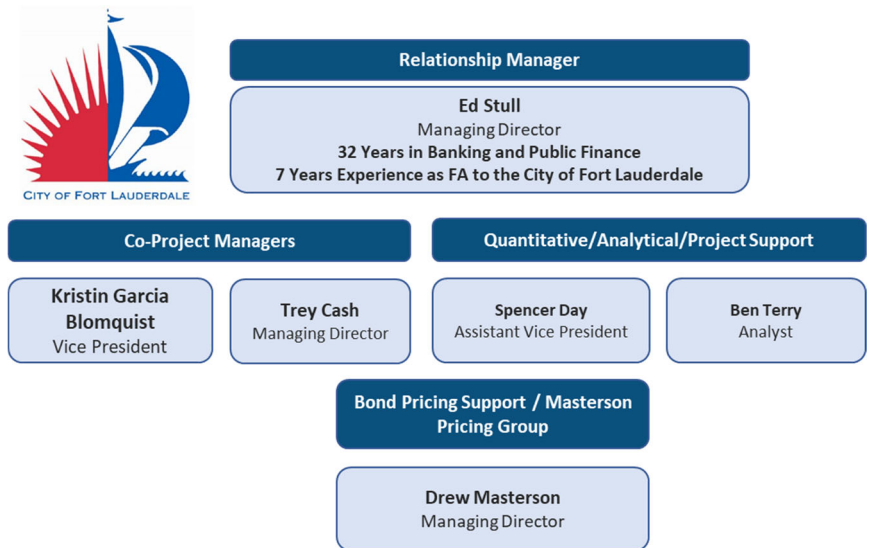 CITY OF FORT LAUDERDALE
Relationship Manager
Ed Stull
Managing Director
32 Years in Banking and Public Finance
7 Years Experience as FA to the City of Fort Lauderdale
Co-Project Managers
Kristin Garcia
Blomquist
Vice President
Trey Cash
Managing Director
Quantitative/Analytical/Project Support
Spencer Day
Assistant Vice President
Ben Terry
Analyst
Bond Pricing Support / Masterson
Pricing Group
Drew Masterson
Managing Director